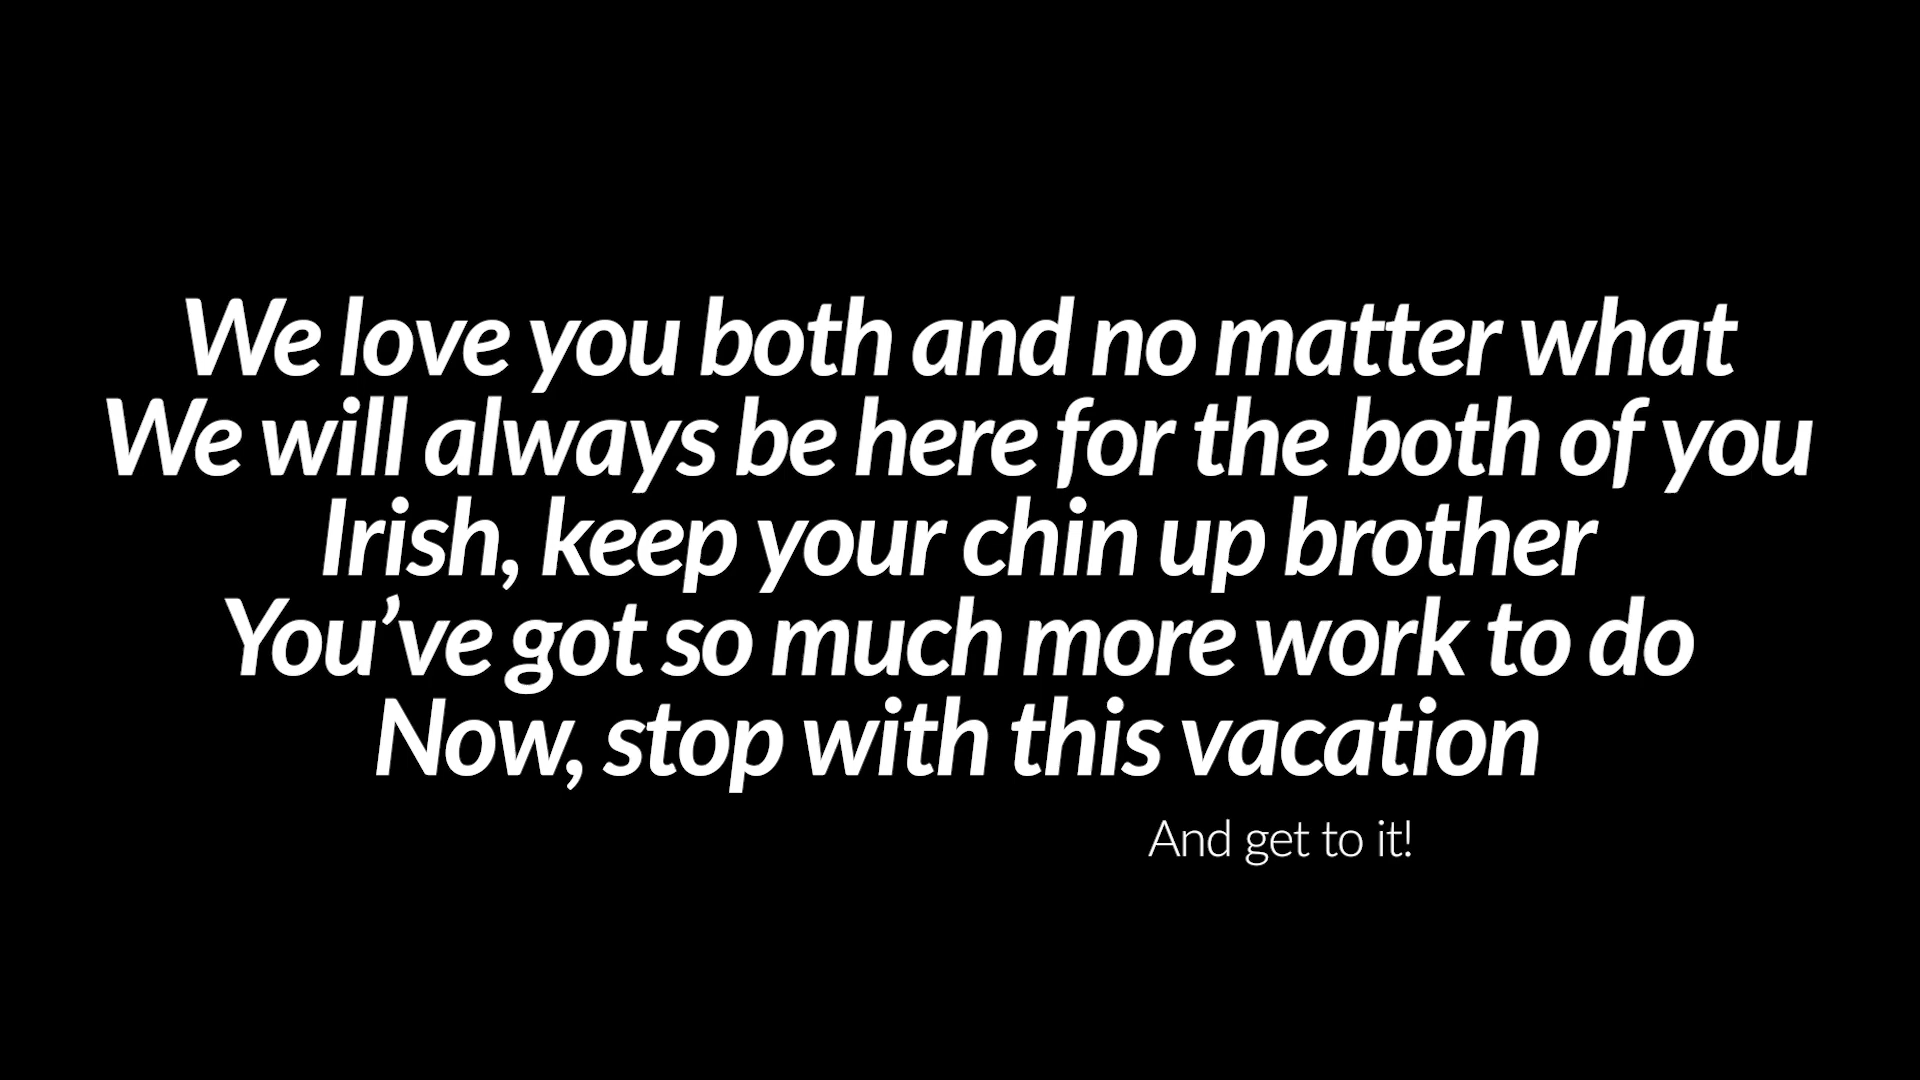 We love you both and no matter what
We will always be here for the both of you
Irish, keep your chin up brother
You’ve got so much more work to do
Now, stop with this vacation
And get to it!